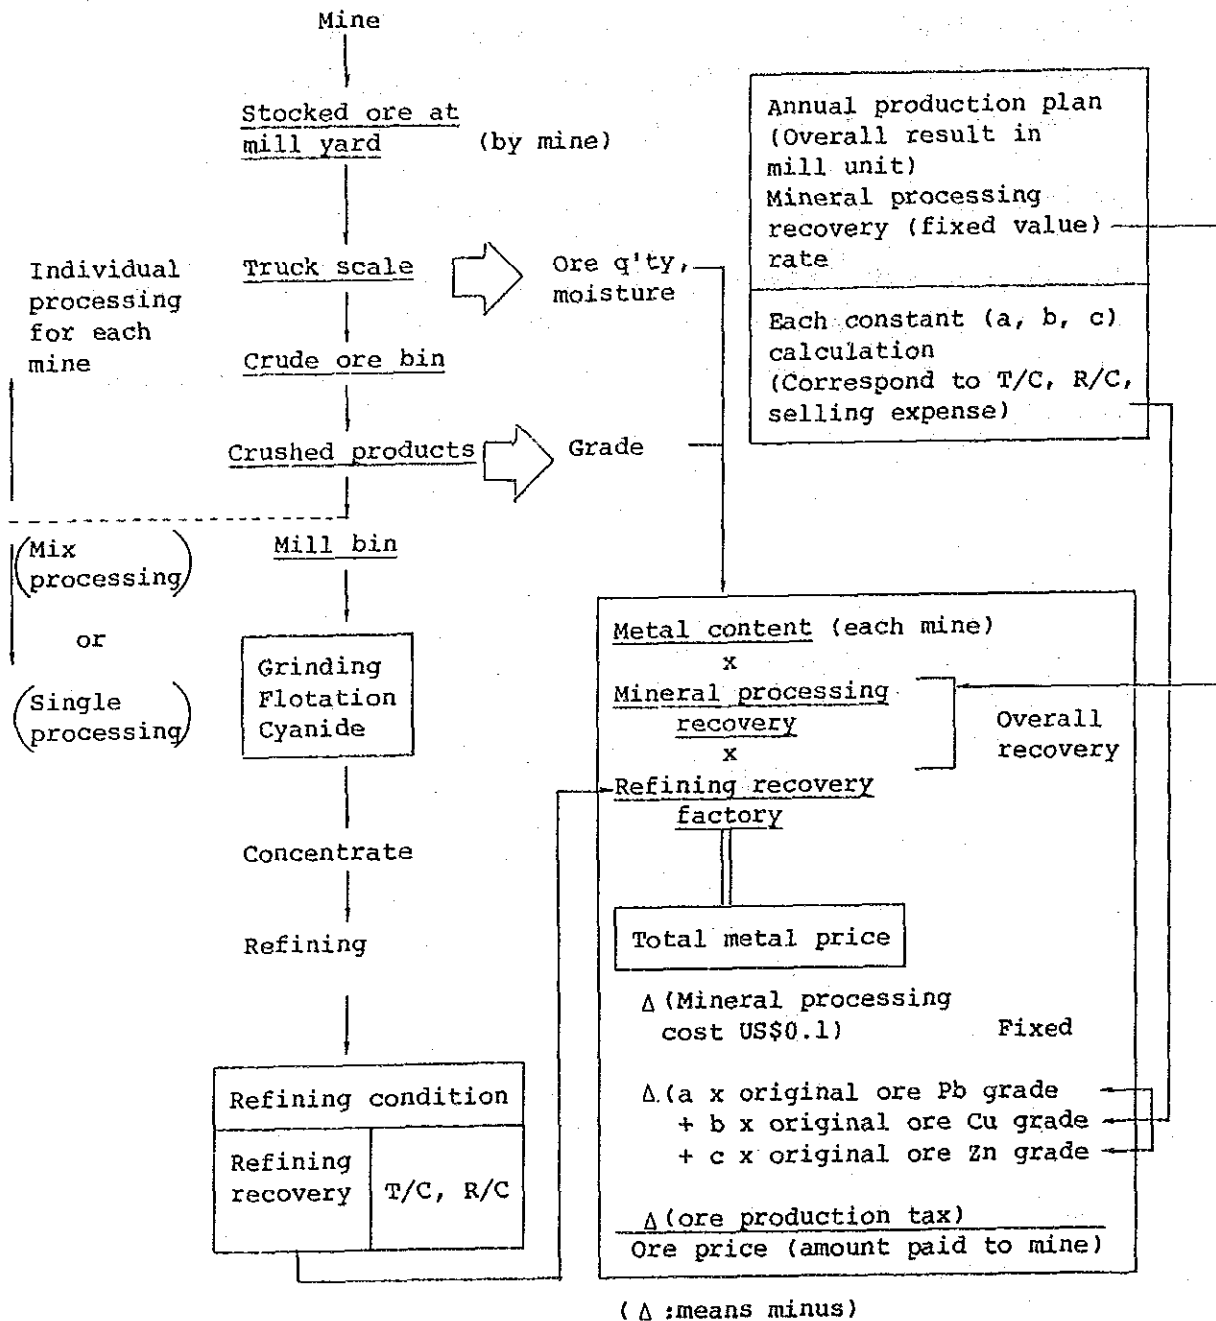 Mine
Stocked ore at
mill yard (by mine)
Individual
processing
for each
mine
Truck scale
Ore q'ty,
moisture
Crude ore bin
Crushed products
Grade
(Mix
processing)
or
(Single
processing)
Mill bin
Grinding
Flotation
Cyanide
Concentrate
Refining
Refining condition
Refining
recovery
T/C, R/C
Annual production plan
(Overall result in
mill unit)
Mineral processing
recovery (fixed value)
rate
Each constant (a, b, c)
calculation
(Correspond to T/C, R/C,
selling expense)
Metal content (each mine)
x
Mineral processing
recovery
x
Refining recovery
factory
Overall
recovery
Total metal price
Δ (Mineral processing
cost US$0.1) Fixed
Δ.(a x original ore Pb grade
+ b x original ore Cu grade
+ c x original ore Zn grade
Δ (ore production tax)
Ore price (amount paid to mine)
( Δ :means minus)